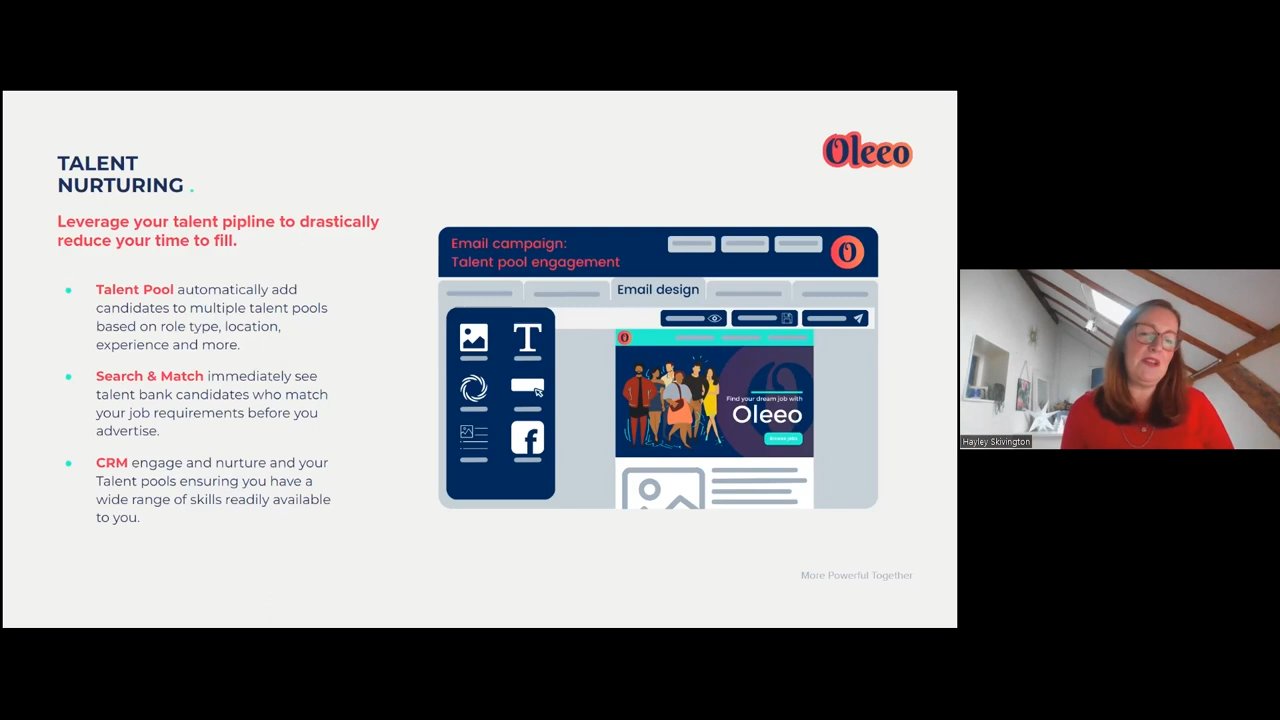 TALENT
NURTURING .
Leverage your talent pipline to drastically
reduce your time to fill.
Talent Pool automatically add
candidates to multiple talent pools
based on role type, location,
experience and more.
Search & Match immediately see
talent bank candidates who match
your job requirements before you
advertise.
CRM engage and nurture and your
Talent pools ensuring you have a
wide range of skills readily available
to you.
Oleeo
Email campaign:
Talent pool engagement
O
Email design
T
O
Find your dream job with
Oleeo
Browse jobs
f
More Powerful Together
Hayley Skivington